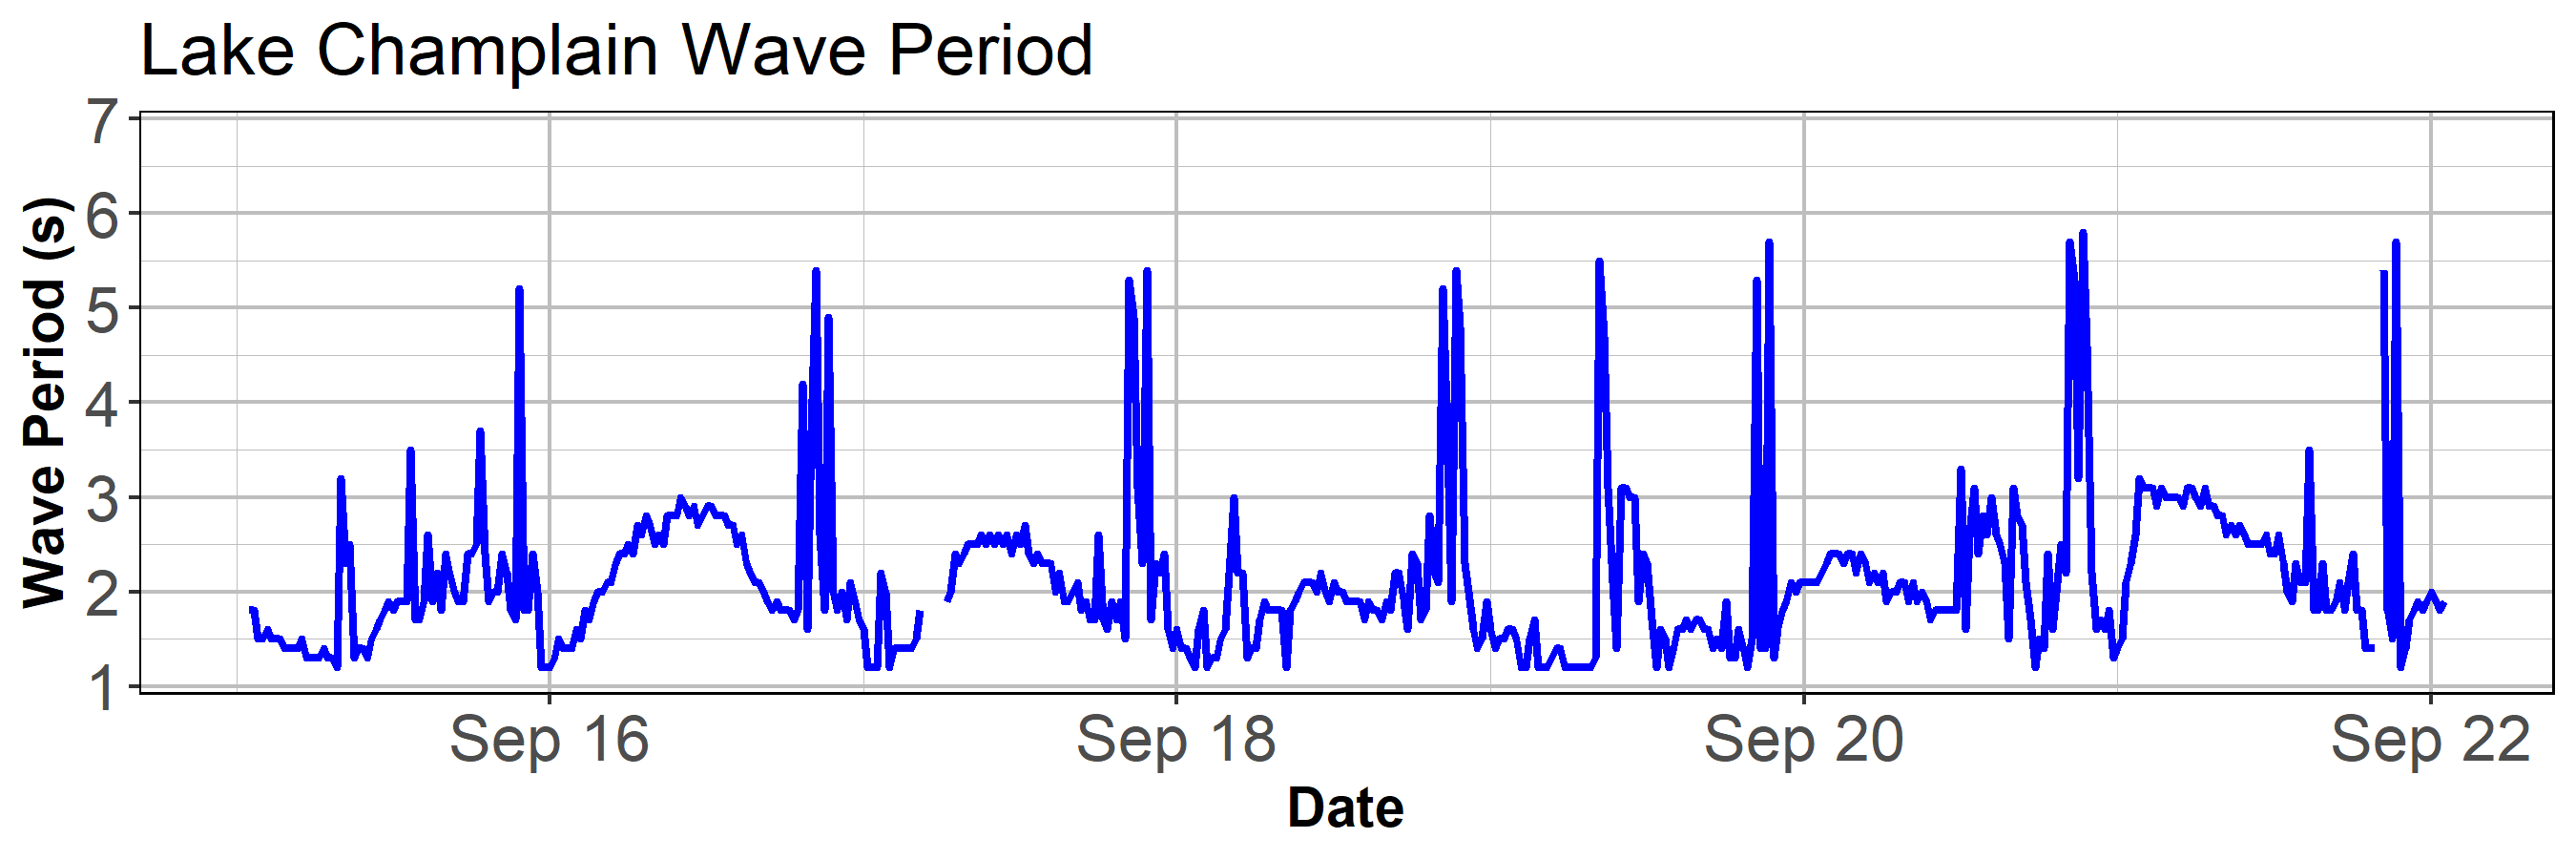 Lake Champlain Wave Period
Wave Period (s)
7
6
5
4
3
2
1
Sep 16
Sep 18
Sep 20
Sep 22
Date